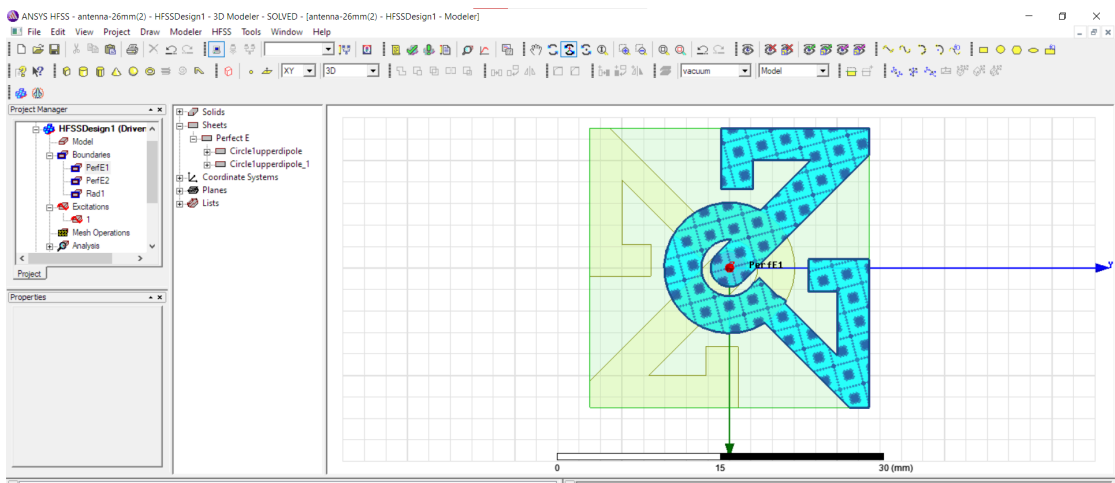 ANSYS HFSS - antenna-26mm(2) - HFSSDesign1 - 3D Modeler - SOLVED - [antenna-26mm(2) - HFSSDesign1 - Modeler]
File Edit View Project Draw Modeler HFSS Tools Window Help
XY 3D vacuum Model
Project Manager
HFSSDesign1 (Driver
Model
Boundaries
PerfE1
PerfE2
Rad1
Excitations
1
Mesh Operations
Analysis
Project
Properties
Solids
Sheets
Perfect E
Circle1upperdipole
Circle1upperdipole_1
Coordinate Systems
Planes
Lists
PerfE1
Y
0 15 30 (mm)